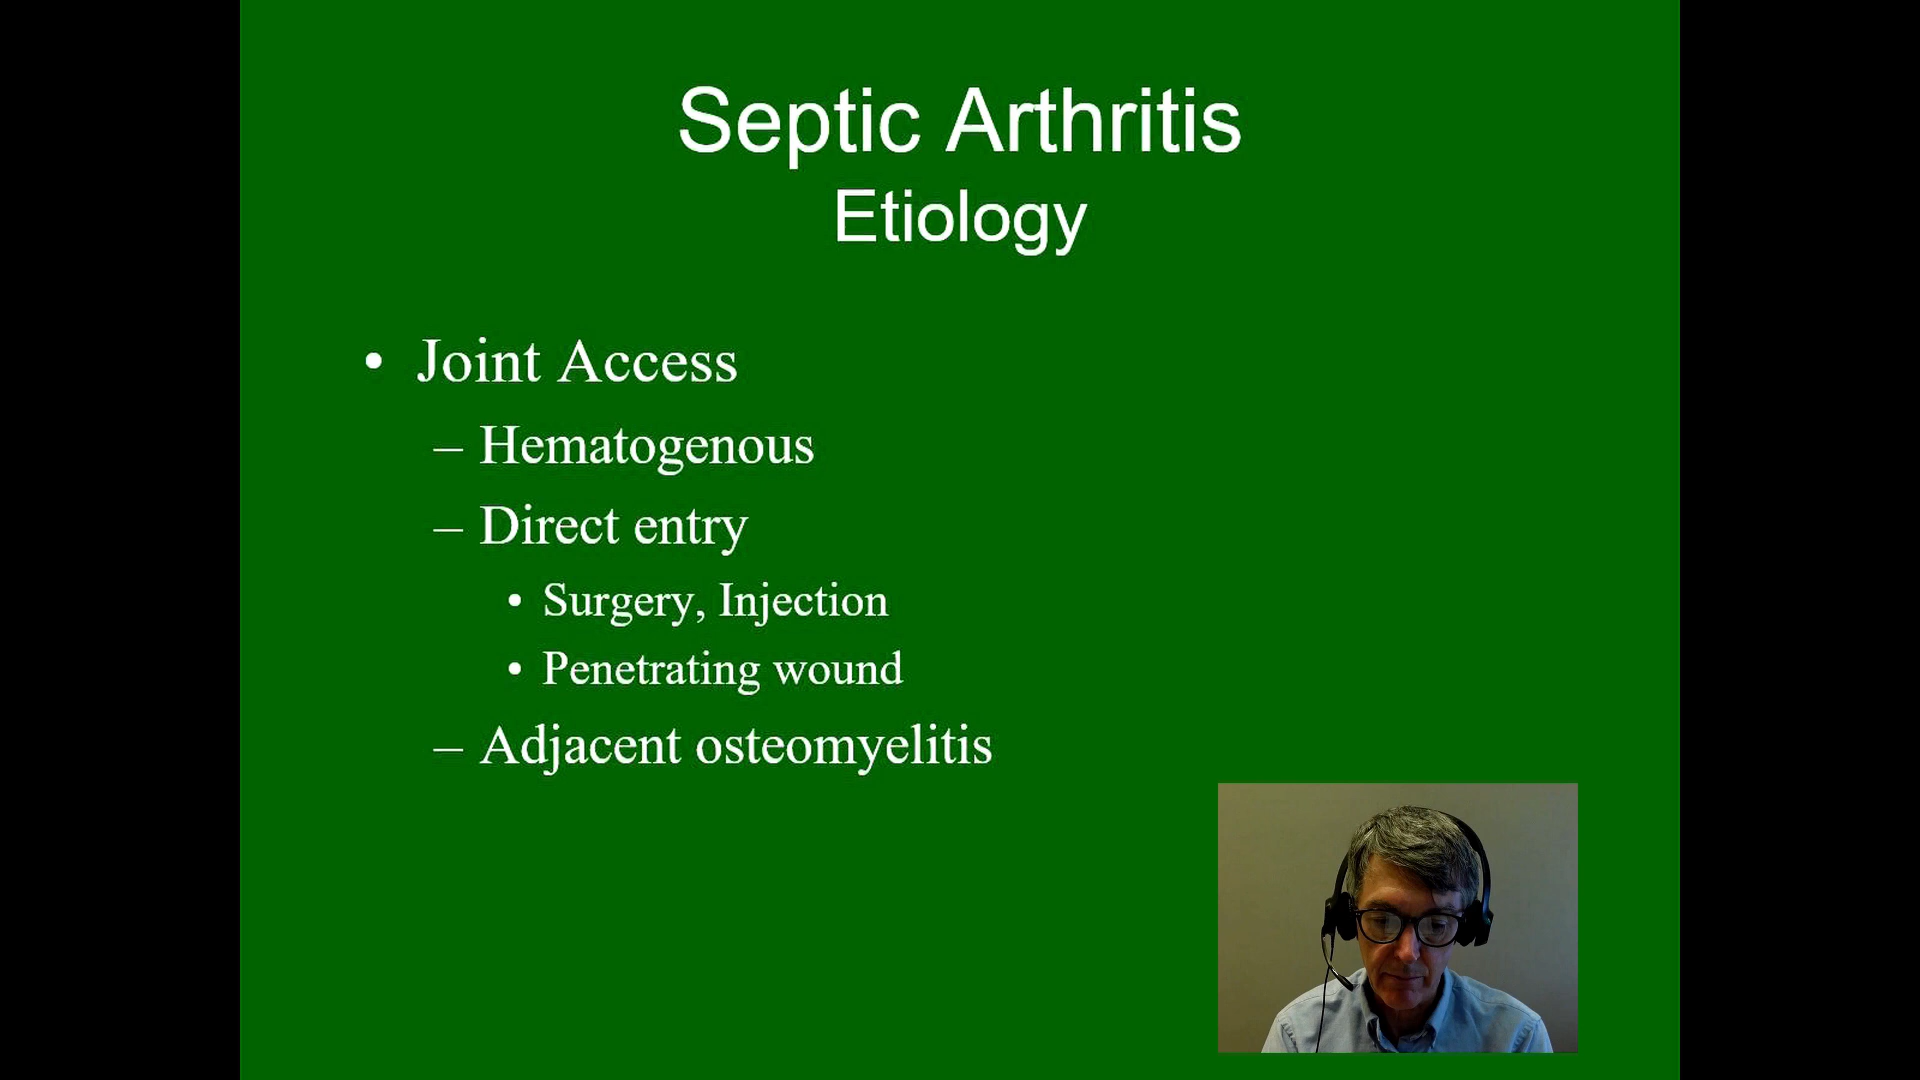 Septic Arthritis
Etiology
• Joint Access
– Hematogenous
– Direct entry
• Surgery, Injection
• Penetrating wound
– Adjacent osteomyelitis